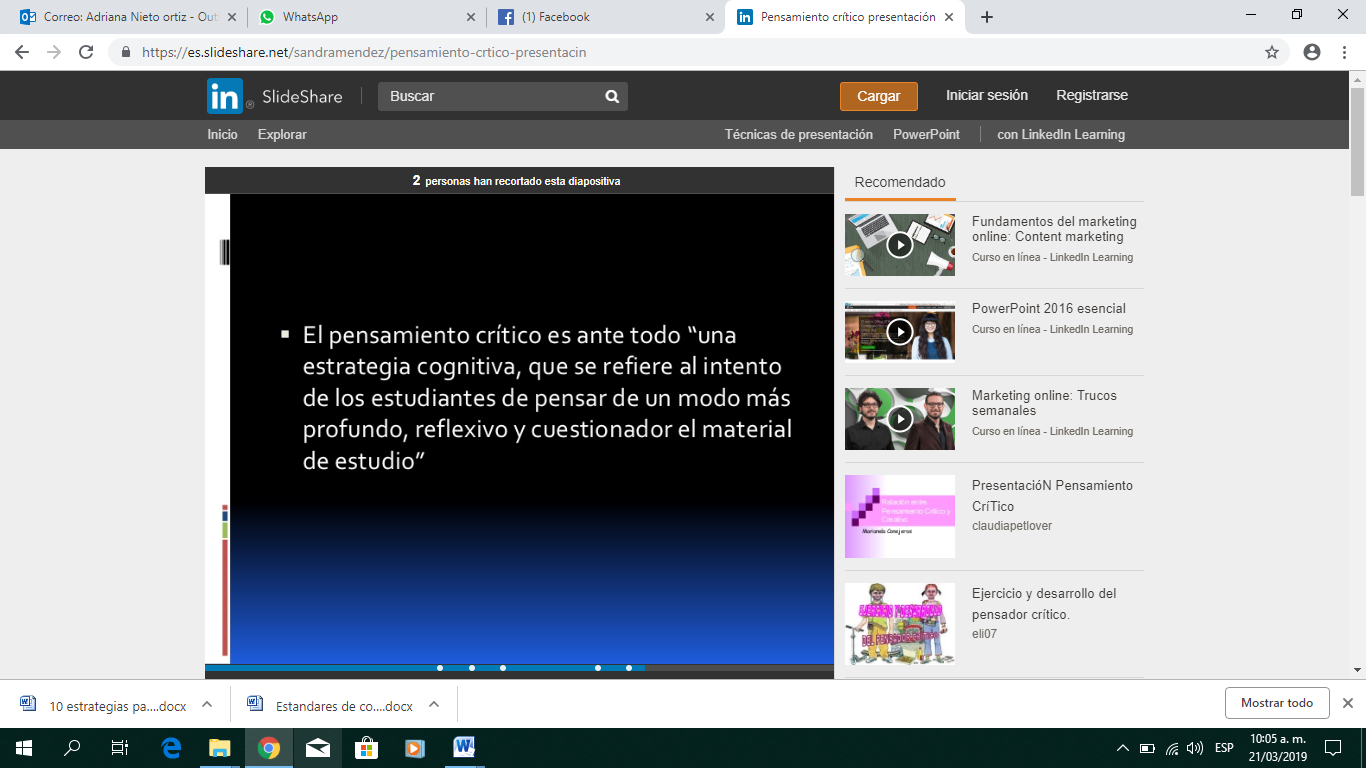 Correo: Adriana Nieto ortiz - Out
WhatsApp
(1) Facebook
Pensamiento crítico presentación
https://es.slideshare.net/sandramendez/pensamiento-crtico-presentacin
in ® SlideShare
Buscar
Cargar
Iniciar sesión
Registrarse
Inicio
Explorar
Técnicas de presentación
PowerPoint
con LinkedIn Learning
2 personas han recortado esta diapositiva
▪ El pensamiento crítico es ante todo “una
estrategia cognitiva, que se refiere al intento
de los estudiantes de pensar de un modo más
profundo, reflexivo y cuestionador el material
de estudio”
Recomendado
Fundamentos del marketing
online: Content marketing
Curso en línea - LinkedIn Learning
PowerPoint 2016 esencial
Curso en línea - LinkedIn Learning
Marketing online: Trucos
semanales
Curso en línea - LinkedIn Learning
Relación entre
Pensamiento Crítico y
Creativo
PresentacióN Pensamiento
CríTico
claudiapetlover
Ejercicio y desarrollo del
pensador crítico.
eli07
10 estrategias pa....docx
Estandares de co....docx
Mostrar todo
ESP
10:05 a. m.
21/03/2019